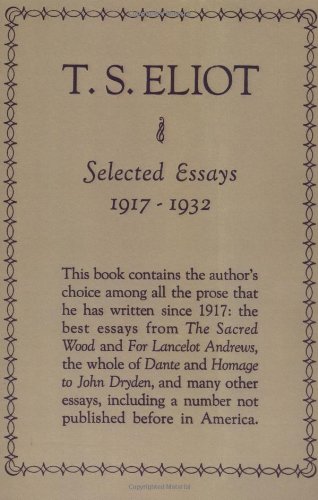 T. S. ELIOT
Selected Essays
1917 - 1932
This book contains the author's
choice among all the prose that
he has written since 1917: the
best essays from The Sacred
Wood and For Lancelot Andrews,
the whole of Dante and Homage
to John Dryden, and many other
essays, including a number not
published before in America.
Copyrighted Material